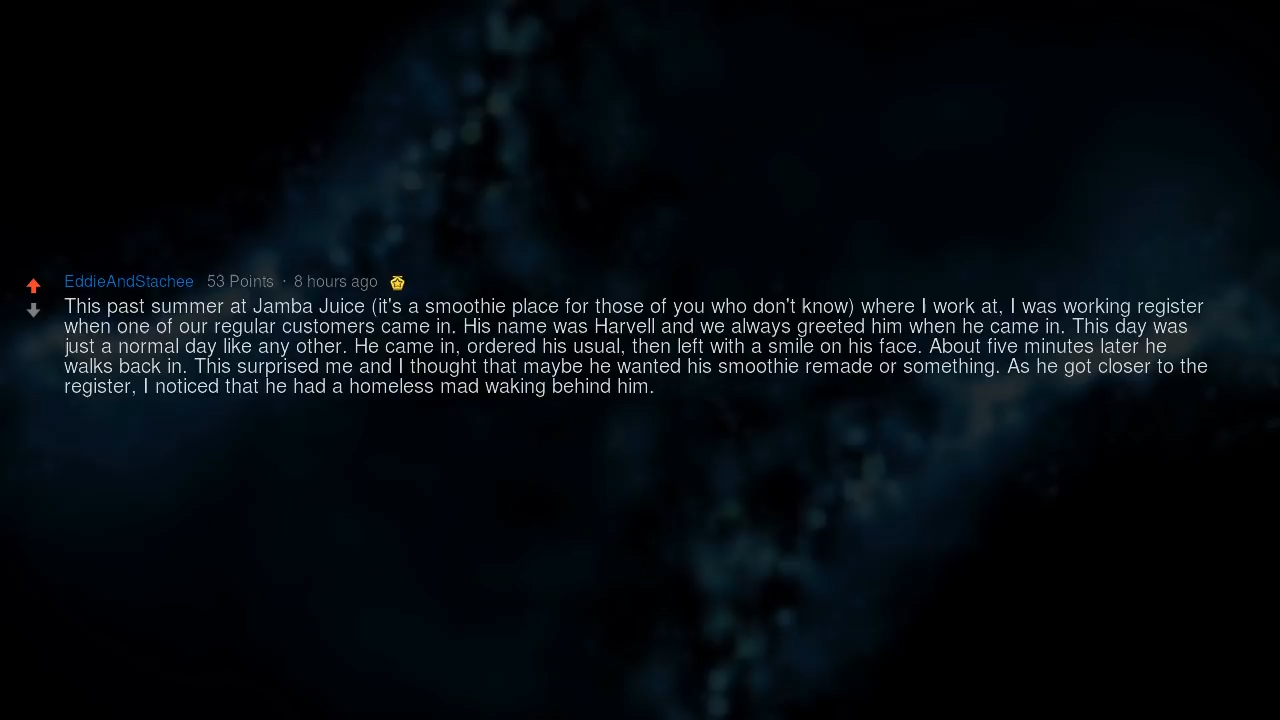 EddieAndStachee 53 Points · 8 hours ago
This past summer at Jamba Juice (it's a smoothie place for those of you who don't know) where I work at, I was working register
when one of our regular customers came in. His name was Harvell and we always greeted him when he came in. This day was
just a normal day like any other. He came in, ordered his usual, then left with a smile on his face. About five minutes later he
walks back in. This surprised me and I thought that maybe he wanted his smoothie remade or something. As he got closer to the
register, I noticed that he had a homeless mad waking behind him.